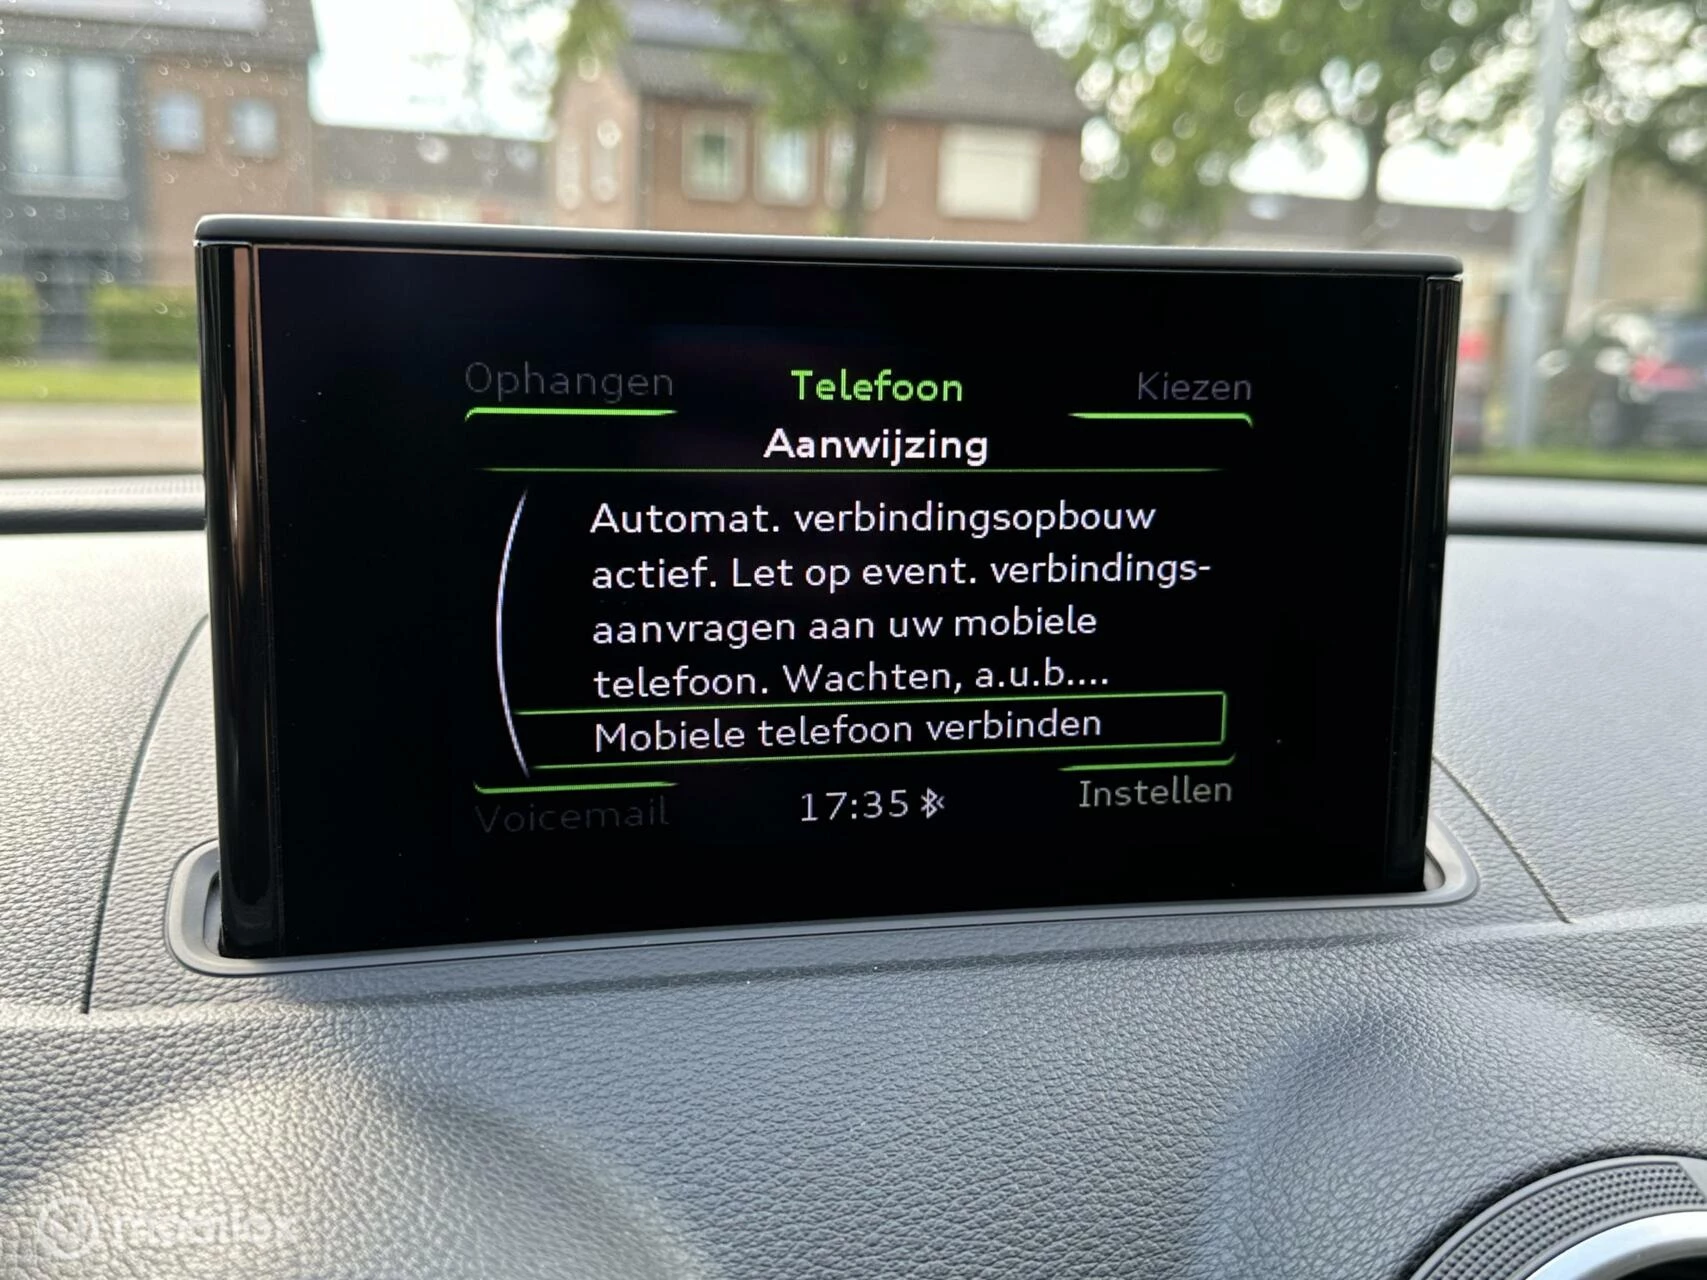 Ophangen Telefoon Kiezen
Aanwijzing
Automat. verbindingsopbouw
actief. Let op event. verbindings-
aanvragen aan uw mobiele
telefoon. Wachten, a.u.b....
Mobiele telefoon verbinden
Voicemail 17:35 Instellen